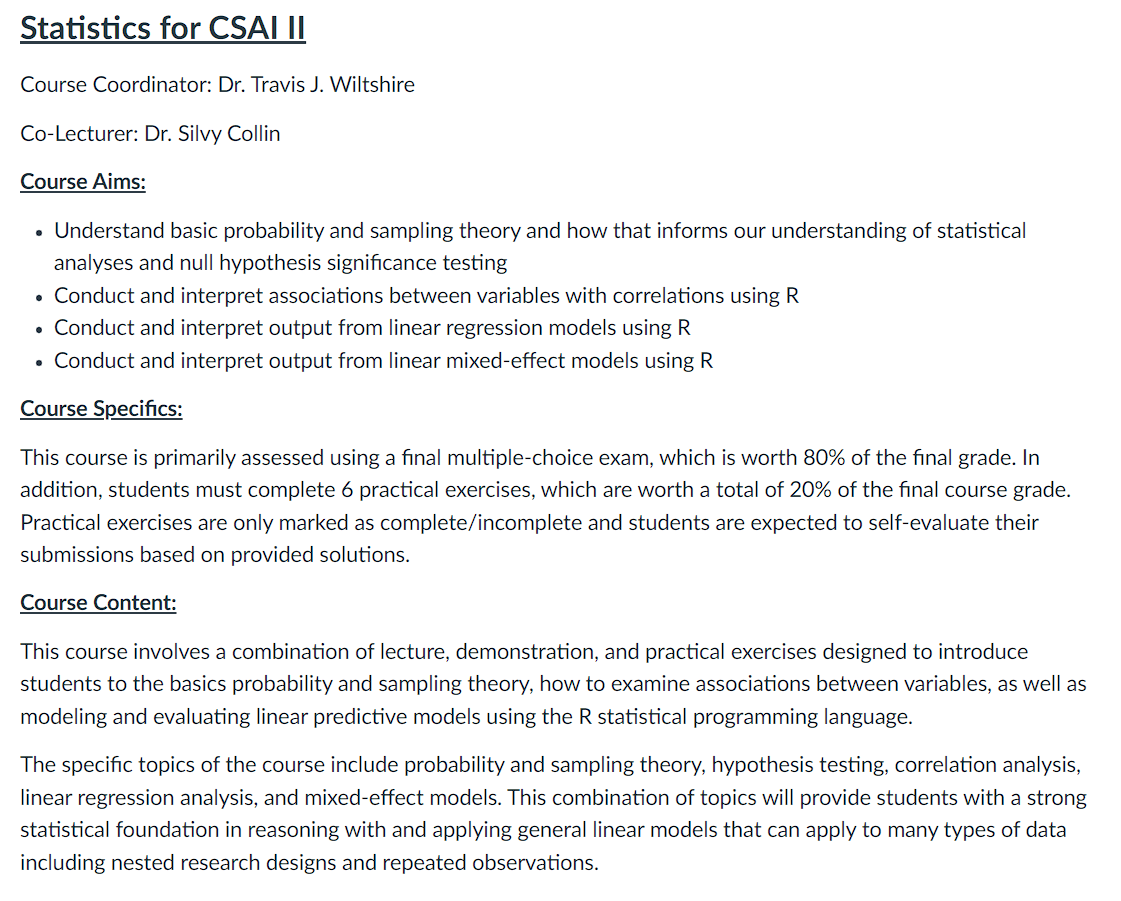 Statistics for CSAI II
Course Coordinator: Dr. Travis J. Wiltshire
Co-Lecturer: Dr. Silvy Collin
Course Aims:
• Understand basic probability and sampling theory and how that informs our understanding of statistical
analyses and null hypothesis significance testing
• Conduct and interpret associations between variables with correlations using R
• Conduct and interpret output from linear regression models using R
• Conduct and interpret output from linear mixed-effect models using R
Course Specifics:
This course is primarily assessed using a final multiple-choice exam, which is worth 80% of the final grade. In
addition, students must complete 6 practical exercises, which are worth a total of 20% of the final course grade.
Practical exercises are only marked as complete/incomplete and students are expected to self-evaluate their
submissions based on provided solutions.
Course Content:
This course involves a combination of lecture, demonstration, and practical exercises designed to introduce
students to the basics probability and sampling theory, how to examine associations between variables, as well as
modeling and evaluating linear predictive models using the R statistical programming language.
The specific topics of the course include probability and sampling theory, hypothesis testing, correlation analysis,
linear regression analysis, and mixed-effect models. This combination of topics will provide students with a strong
statistical foundation in reasoning with and applying general linear models that can apply to many types of data
including nested research designs and repeated observations.